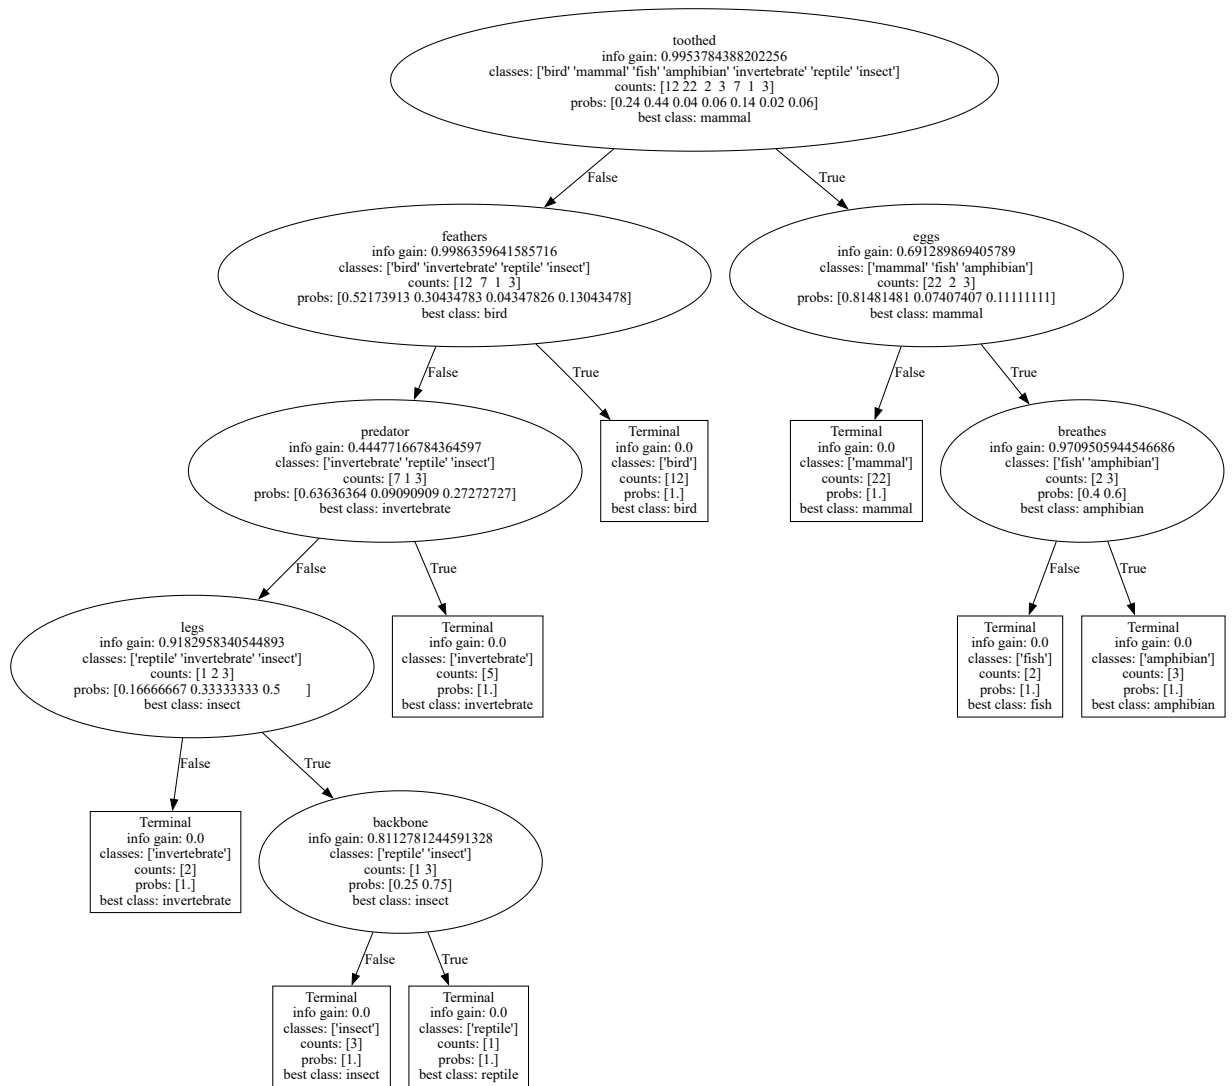 toothed
info gain: 0.9953784388202256
classes: ['bird' 'mammal' 'fish' 'amphibian' 'invertebrate' 'reptile' 'insect']
counts: [12 22  2  3  7  1  3]
probs: [0.24 0.44 0.04 0.06 0.14 0.02 0.06]
best class: mammal
False
True
feathers
info gain: 0.9986359641585716
classes: ['bird' 'invertebrate' 'reptile' 'insect']
counts: [12  7  1  3]
probs: [0.52173913 0.30434783 0.04347826 0.13043478]
best class: bird
eggs
info gain: 0.691289869405789
classes: ['mammal' 'fish' 'amphibian']
counts: [22  2  3]
probs: [0.81481481 0.07407407 0.11111111]
best class: mammal
False
True
False
True
predator
info gain: 0.44477166784364597
classes: ['invertebrate' 'reptile' 'insect']
counts: [7 1 3]
probs: [0.63636364 0.09090909 0.27272727]
best class: invertebrate
Terminal
info gain: 0.0
classes: ['bird']
counts: [12]
probs: [1.]
best class: bird
Terminal
info gain: 0.0
classes: ['mammal']
counts: [22]
probs: [1.]
best class: mammal
breathes
info gain: 0.9709505944546686
classes: ['fish' 'amphibian']
counts: [2 3]
probs: [0.4 0.6]
best class: amphibian
False
True
False
True
legs
info gain: 0.9182958340544893
classes: ['reptile' 'invertebrate' 'insect']
counts: [1 2 3]
probs: [0.16666667 0.33333333 0.5       ]
best class: insect
Terminal
info gain: 0.0
classes: ['invertebrate']
counts: [5]
probs: [1.]
best class: invertebrate
Terminal
info gain: 0.0
classes: ['fish']
counts: [2]
probs: [1.]
best class: fish
Terminal
info gain: 0.0
classes: ['amphibian']
counts: [3]
probs: [1.]
best class: amphibian
False
True
Terminal
info gain: 0.0
classes: ['invertebrate']
counts: [2]
probs: [1.]
best class: invertebrate
backbone
info gain: 0.8112781244591328
classes: ['reptile' 'insect']
counts: [1 3]
probs: [0.25 0.75]
best class: insect
False
True
Terminal
info gain: 0.0
classes: ['insect']
counts: [3]
probs: [1.]
best class: insect
Terminal
info gain: 0.0
classes: ['reptile']
counts: [1]
probs: [1.]
best class: reptile